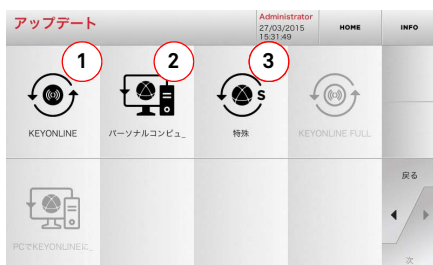 アップデート
Administrator
27/03/2015
15:31:49
HOME
INFO
1
2
3
S
KEYONLINE
パーソナルコンピュ_
特殊
KEYONLINE FULL
戻る
PCでKEYONLINEに_
次